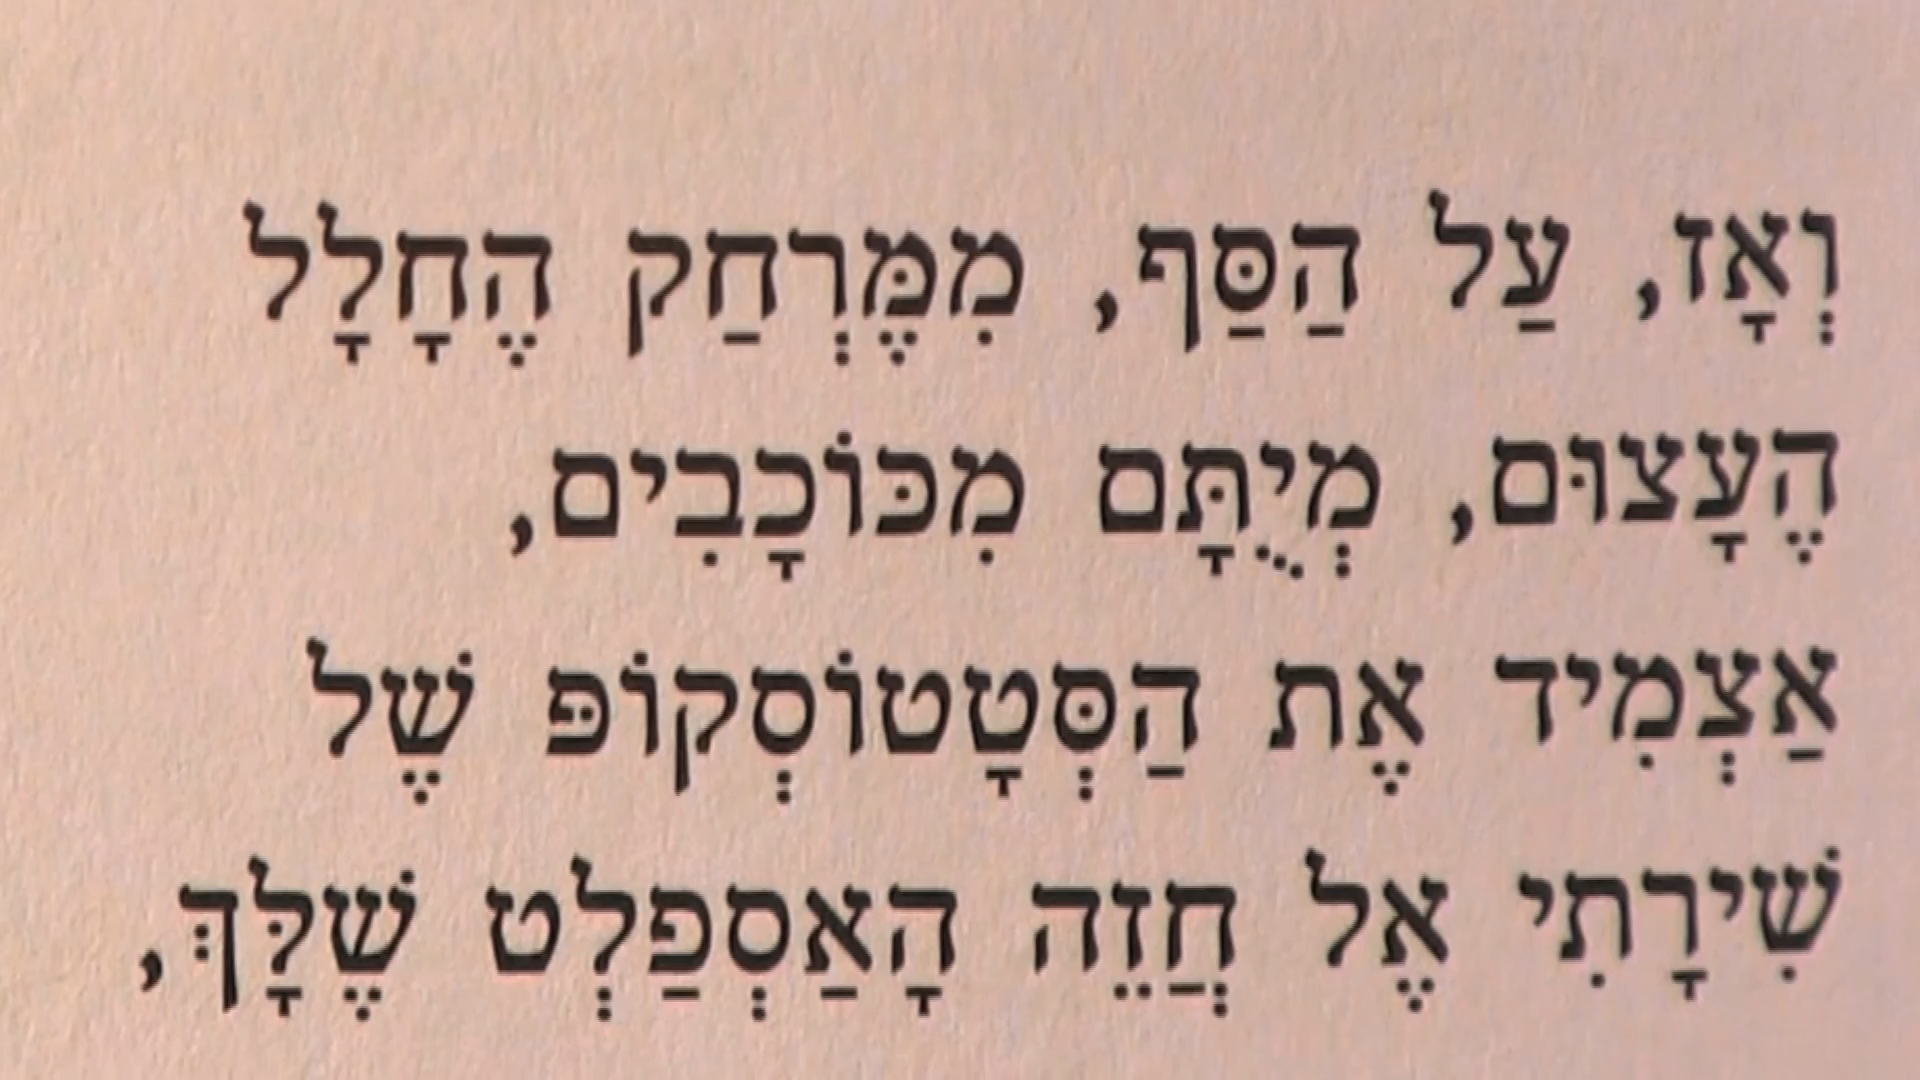 וְאָז, עַל הַסַּף, מִמֶּרְחַק הֶחָלָל
הֶעָצוּם, מְיֻתָּם מִכּוֹכָבִים,
אַצְמִיד אֶת הַסְּטָטוֹסְקוֹפּ שֶׁל
שִׁירָתִי אֶל חֲזֵה הָאַסְפַלְט שֶׁלָּךְ,